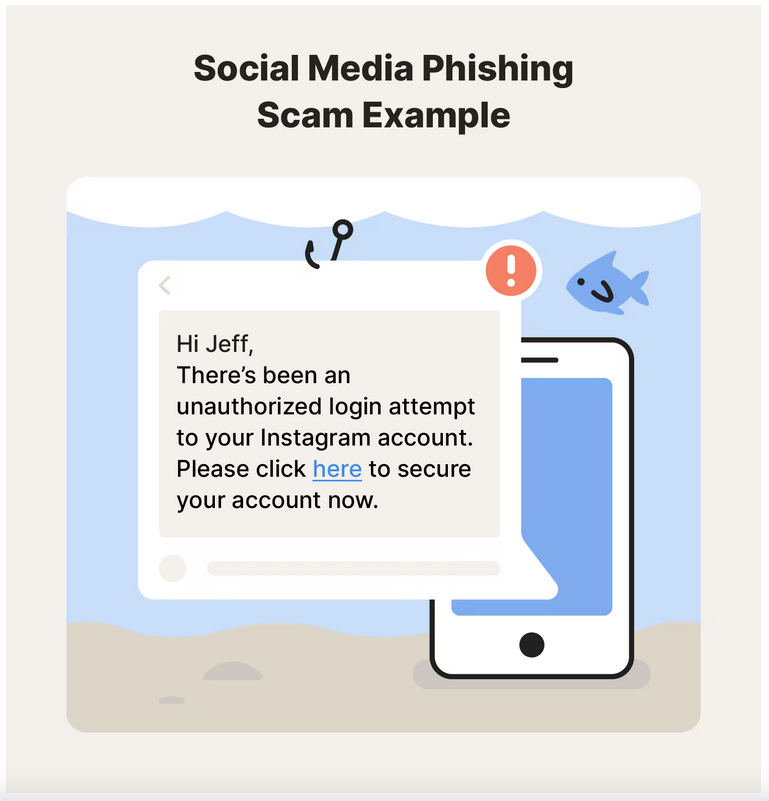 Social Media Phishing
Scam Example
Hi Jeff,
There’s been an
unauthorized login attempt
to your Instagram account.
Please click here to secure
your account now.